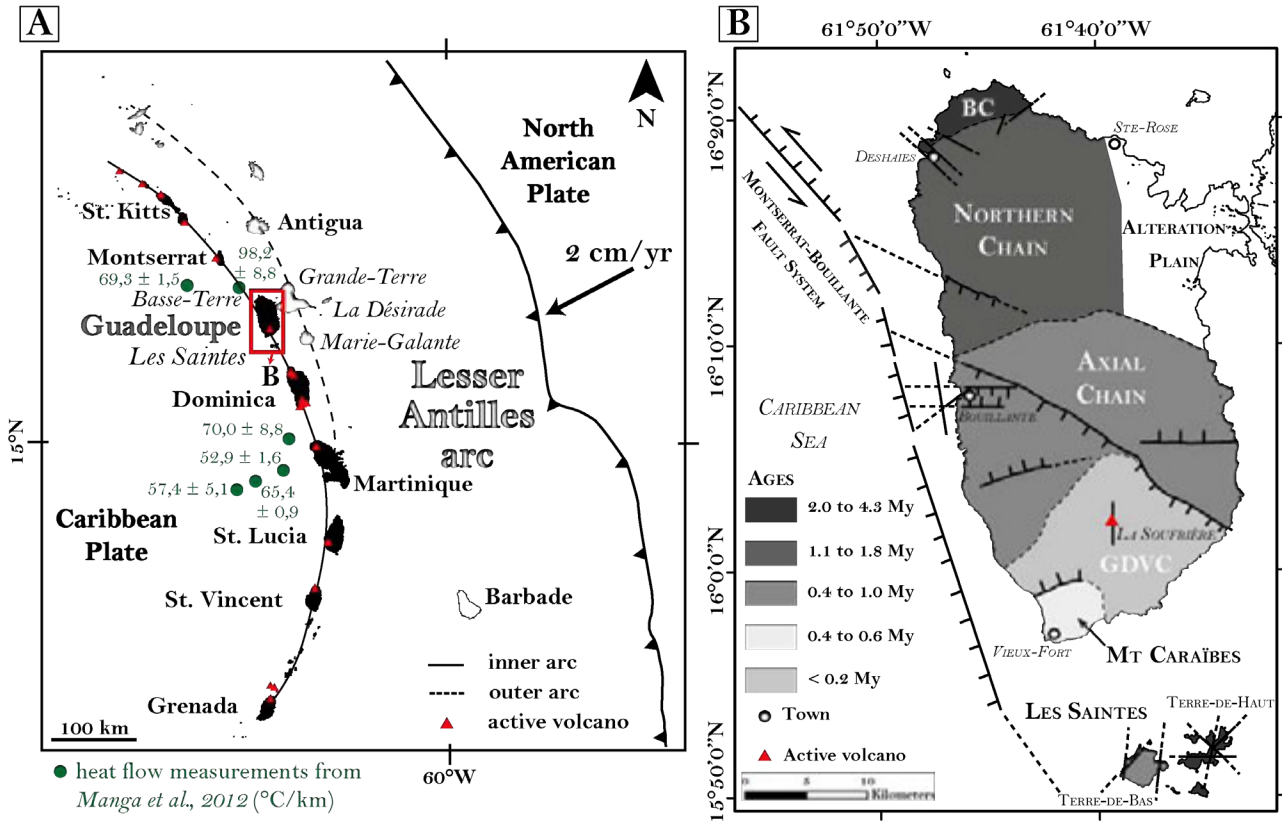 A
N
North
American
Plate
2 cm/yr
St. Kitts
Antigua
Montserrat
98,2
± 8,8
69,3 ± 1,5
Grande-Terre
Basse-Terre
La Désirade
Guadeloupe
Marie-Galante
Les Saintes
B
Lesser
Antilles
arc
Dominica
70,0 ± 8,8
52,9 ± 1,6
57,4 ± 5,1
65,4
± 0,9
Martinique
15°N
Caribbean
Plate
St. Lucia
St. Vincent
Barbade
inner arc
outer arc
active volcano
Grenada
100 km
60°W
heat flow measurements from
Manga et al., 2012 (°C/km)
B
61°50'0"W
61°40'0"W
16°20'0"N
16°10'0"N
16°0'0"N
15°50'0"N
BC
Ste-Rose
Deshaies
Montserrat-Bouillante
Fault System
Northern
Chain
Alteration
Plain
Axial
Chain
Caribbean
Sea
Bouillante
Ages
2.0 to 4.3 My
1.1 to 1.8 My
0.4 to 1.0 My
0.4 to 0.6 My
< 0.2 My
Town
Active volcano
0 5 10
Kilometers
La Soufrière
GDVC
Vieux-Fort
Mt Caraïbes
Les Saintes
Terre-de-Haut
Terre-de-Bas